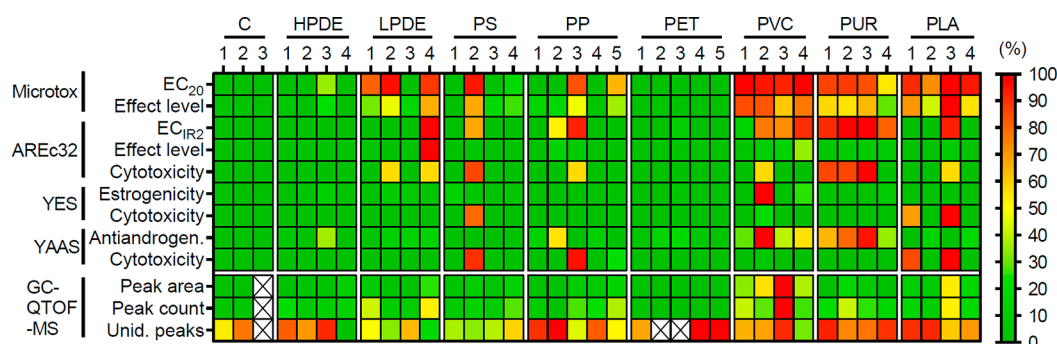 C HPDE LPDE PS PP PET PVC PUR PLA
1 2 3 1 2 3 4 1 2 3 4 1 2 3 4 1 2 3 4 5 1 2 3 4 5 1 2 3 4 1 2 3 4 1 2 3 4 (%)
Microtox EC20 100
Effect level 90
AREc32 ECIR2 80
Effect level 70
Cytotoxicity 60
YES Estrogenicity 50
Cytotoxicity 40
YAAS Antiandrogen. 30
Cytotoxicity 20
GC- Peak area 10
QTOF Peak count 0
-MS Unid. peaks